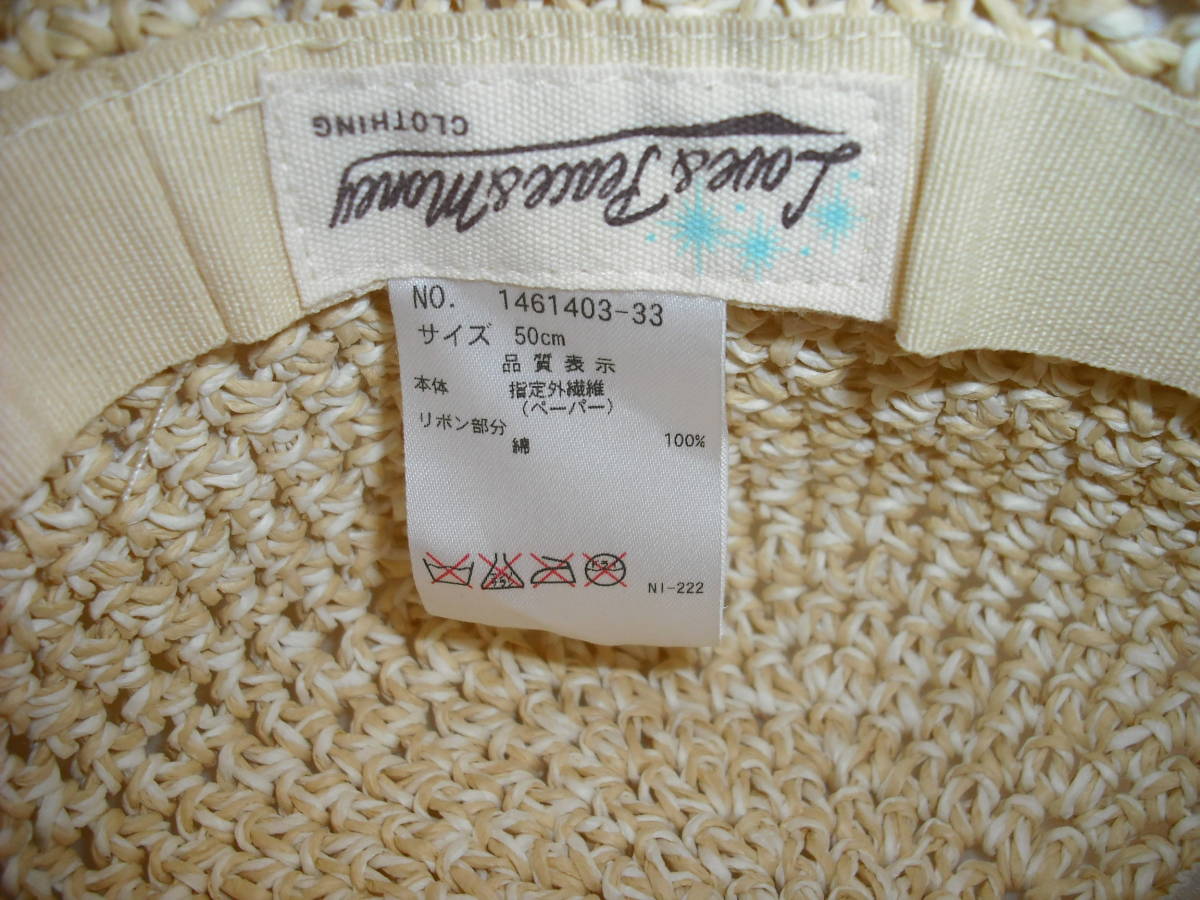 Love & Peace & Money
CLOTHING
NO. 1461403-33
サイズ 50cm
品質表示
本体 指定外繊維
(ペーパー)
リボン部分
綿 100%
NI-222